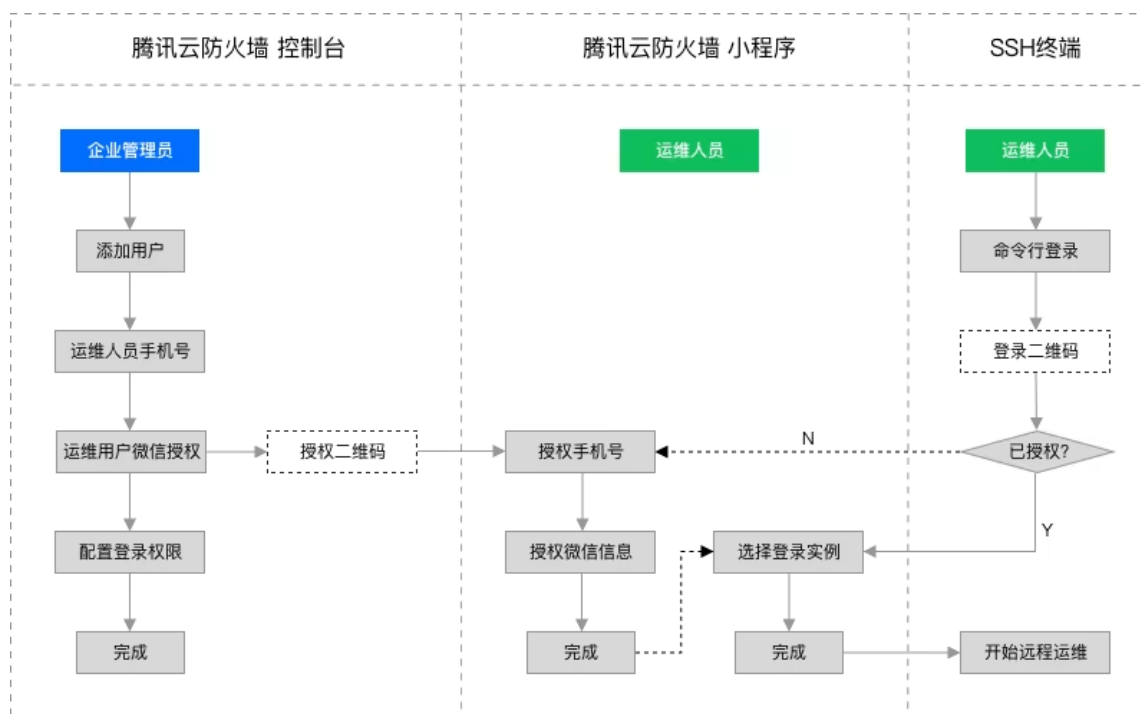 腾讯云防火墙 控制台
腾讯云防火墙 小程序
SSH终端
企业管理员
运维人员
运维人员
添加用户
命令行登录
运维人员手机号
登录二维码
运维用户微信授权
授权二维码
授权手机号
N
已授权?
配置登录权限
授权微信信息
选择登录实例
Y
完成
完成
完成
开始远程运维